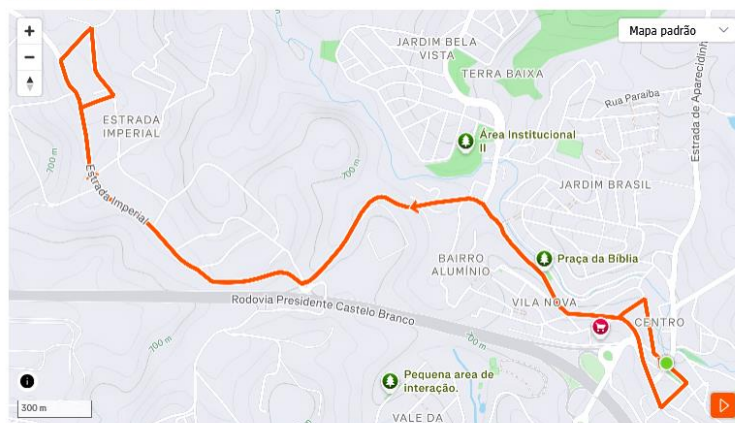 Mapa padrão
JARDIM BELA
VISTA
TERRA BAIXA
Rua Paraíba
Estrada de Aparecidinh
ESTRADA
IMPERIAL
Área Institucional
II
700 m
700 m
Estrada Imperial
JARDIM BRASIL
BAIRRO
ALUMÍNIO
Praça da Bíblia
Rodovia Presidente Castelo Branco
VILA NOVA
CENTRO
700 m
700 m
Pequena area de
interação.
300 m
VALE DA